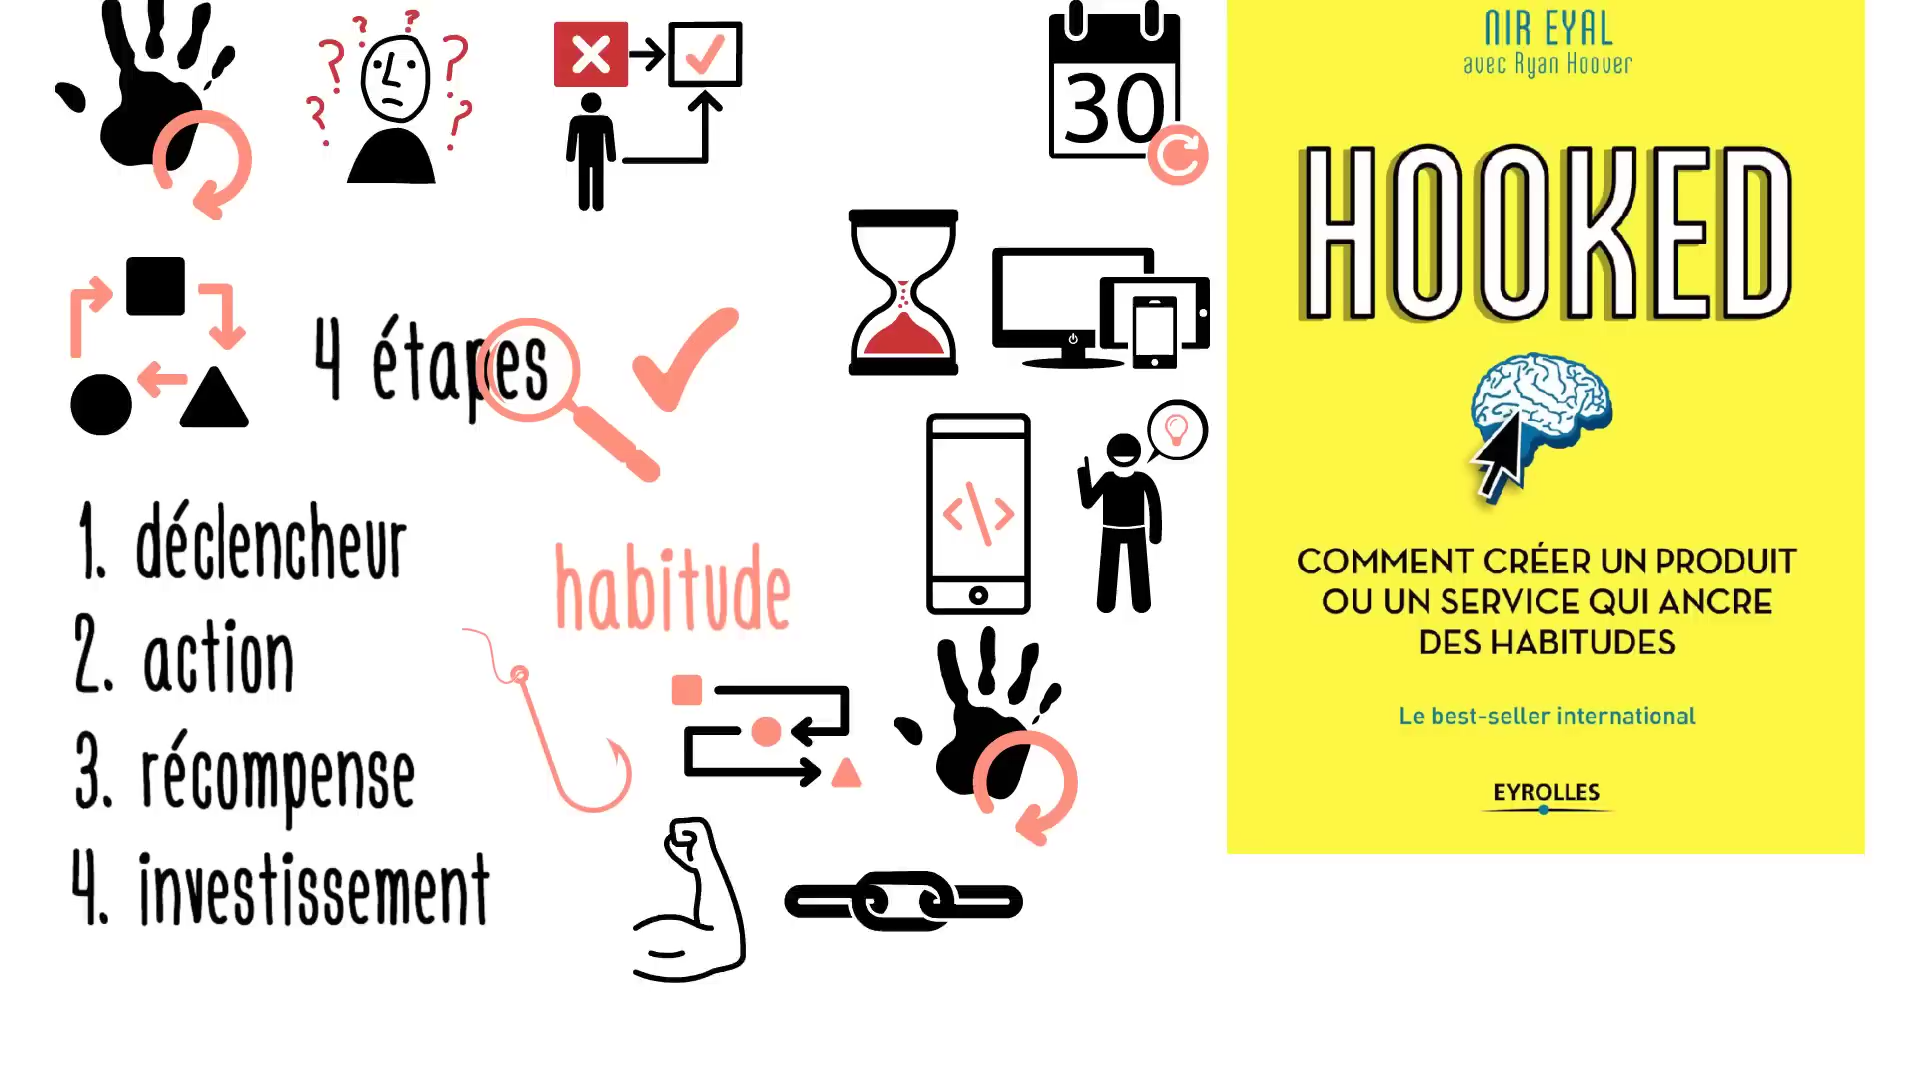 30
4 étapes
1. déclencheur
2. action
3. récompense
4. investissement
habitude
</>
NIR EYAL
avec Ryan Hoover
HOOKED
COMMENT CRÉER UN PRODUIT
OU UN SERVICE QUI ANCRE
DES HABITUDES
Le best-seller international
EYROLLES